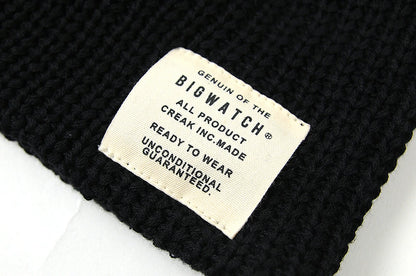 GENUIN OF THE
BIGWATCH®
ALL PRODUCT
CREAK INC.MADE
READY TO WEAR
UNCONDITIONAL
GUARANTEED.